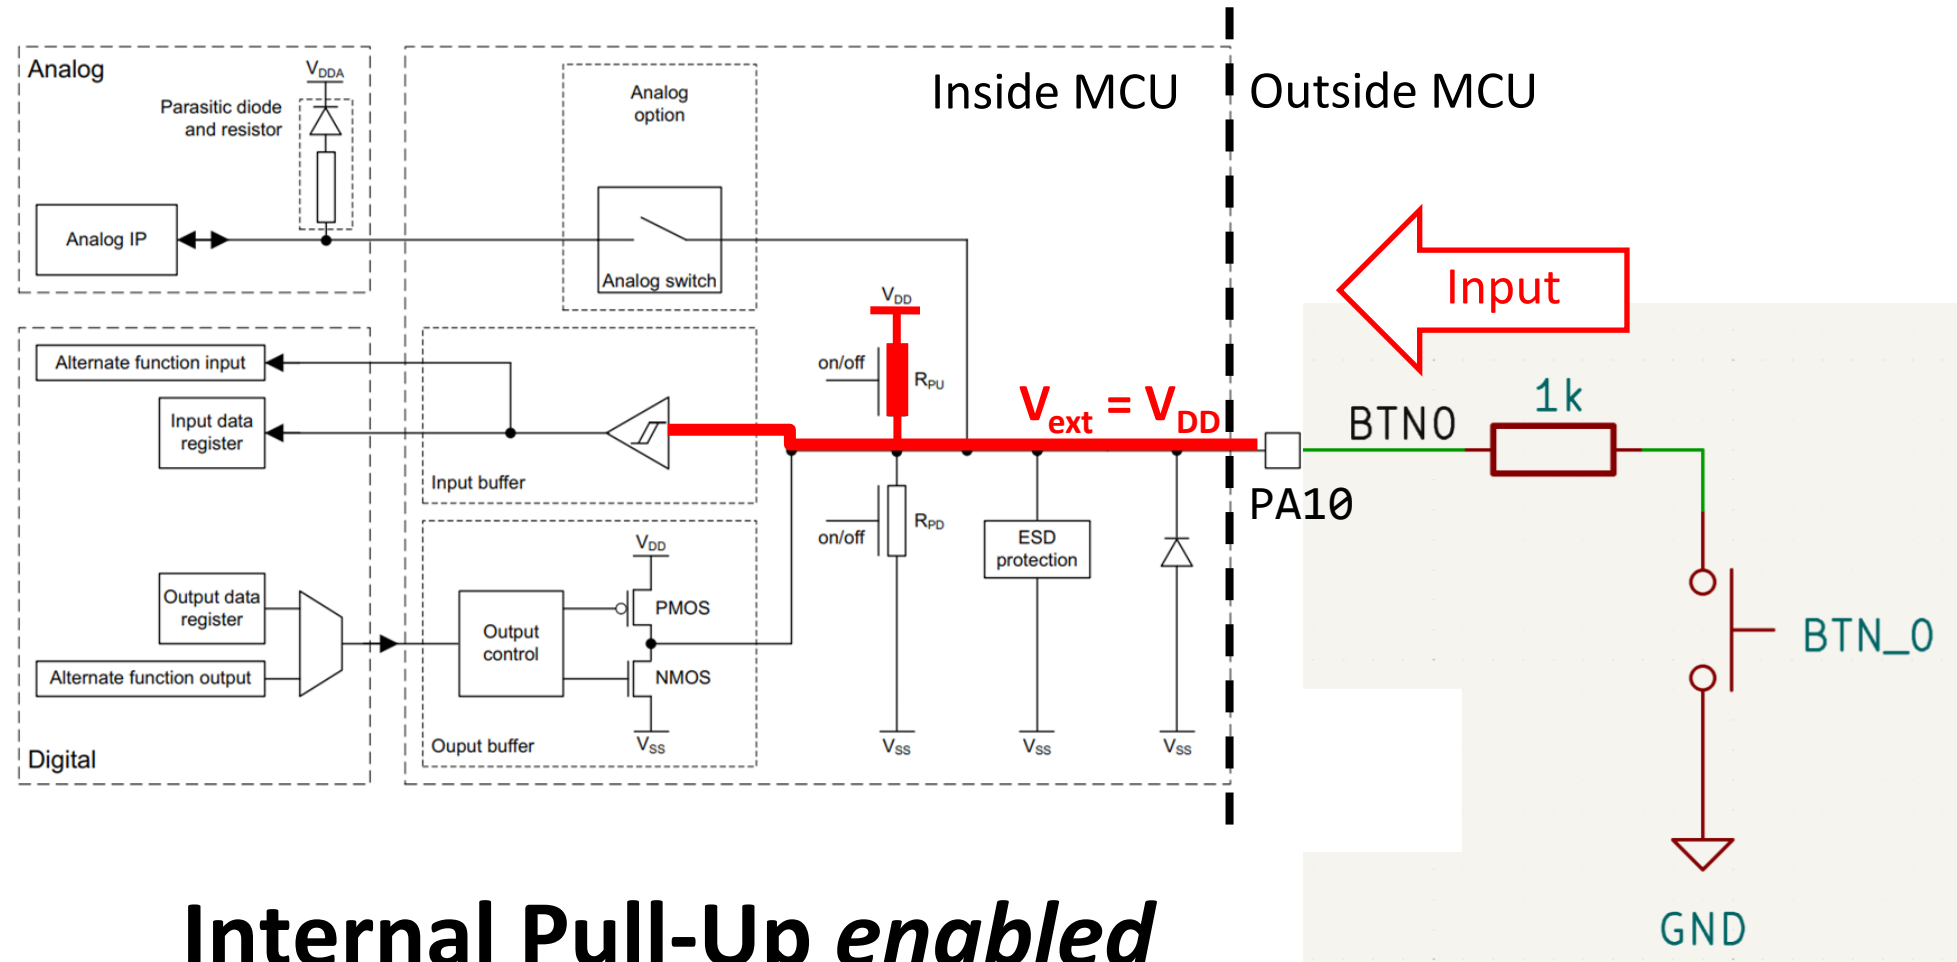 Analog
VDDA
Parasitic diode
and resistor
Analog IP
Analog
option
Analog switch
Inside MCU
Outside MCU
Input
VDD
on/off
RPU
Vext = VDD
BTN0
1k
PA10
Alternate function input
Input data
register
Input buffer
on/off
RPD
ESD
protection
Output data
register
Alternate function output
Output
control
VDD
PMOS
NMOS
VSS
Ouput buffer
VSS
VSS
VSS
Digital
BTN_0
GND
Internal Pull-Up enabled